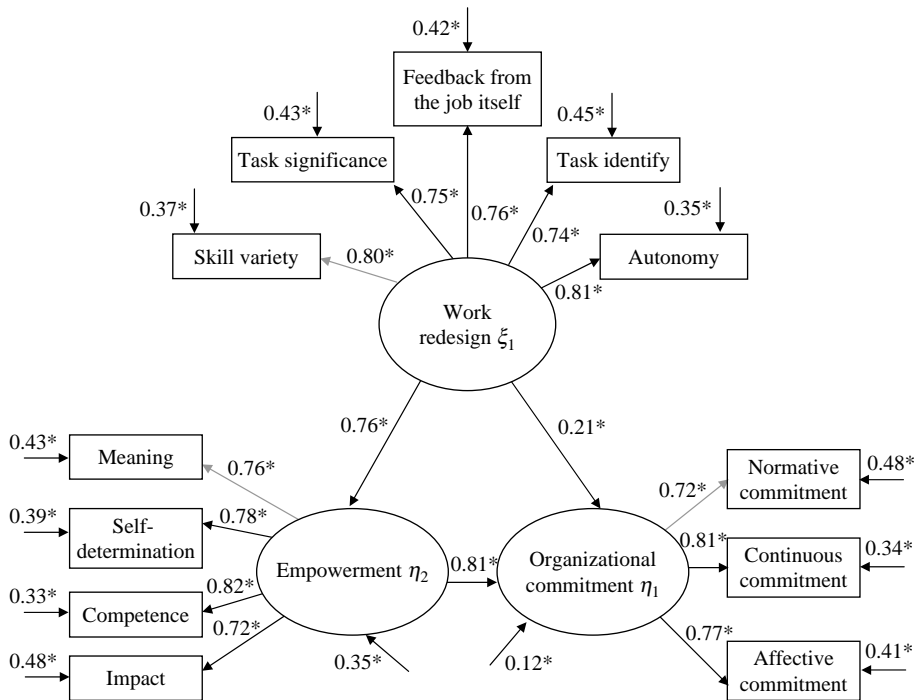 0.42*
Feedback from
the job itself
0.43*
0.45*
Task significance
Task identify
0.37*
0.75*
0.76*
0.74*
0.35*
Skill variety
0.80*
0.81*
Autonomy
Work
redesign ξ₁
0.76*
0.21*
0.43*
Meaning
0.76*
0.72*
Normative
commitment
0.48*
0.39*
Self-
determination
0.78*
Empowerment η₂
0.81*
Organizational
commitment η₁
0.81*
Continuous
commitment
0.34*
0.33*
Competence
0.82*
0.48*
Impact
0.72*
0.35*
0.12*
0.77*
Affective
commitment
0.41*